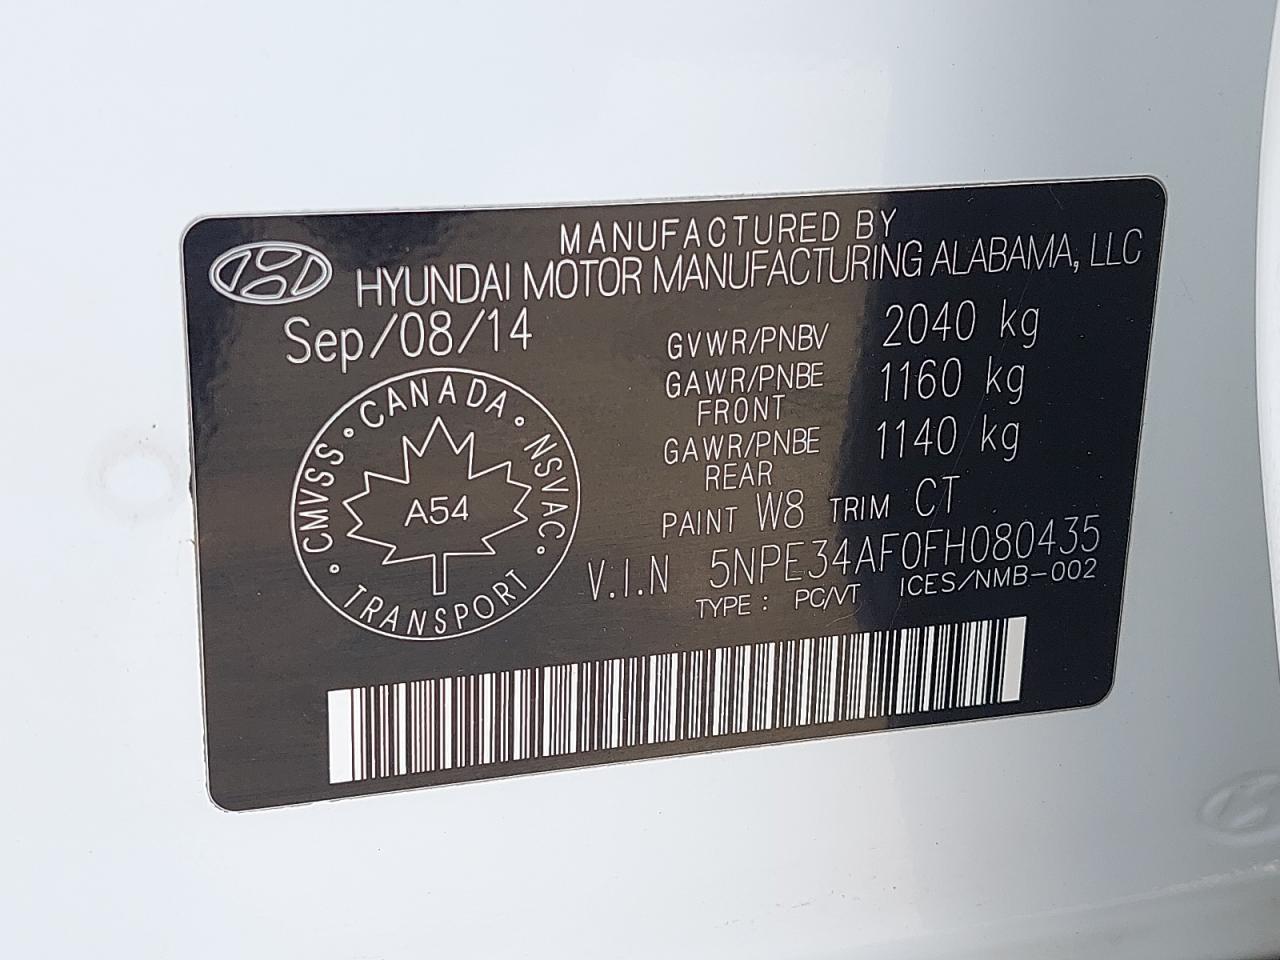 MANUFACTURED BY
HYUNDAI MOTOR MANUFACTURING ALABAMA, LLC
Sep/08/14
GVWR/PNBV 2040 kg
GAWR/PNBE FRONT 1160 kg
GAWR/PNBE REAR 1140 kg
PAINT W8 TRIM CT
V.I.N 5NPE34AF0FH080435
TYPE : PC/VT ICES/NMB-002
CMVSS · CANADA · NSVAC ·
A54
· TRANSPORT